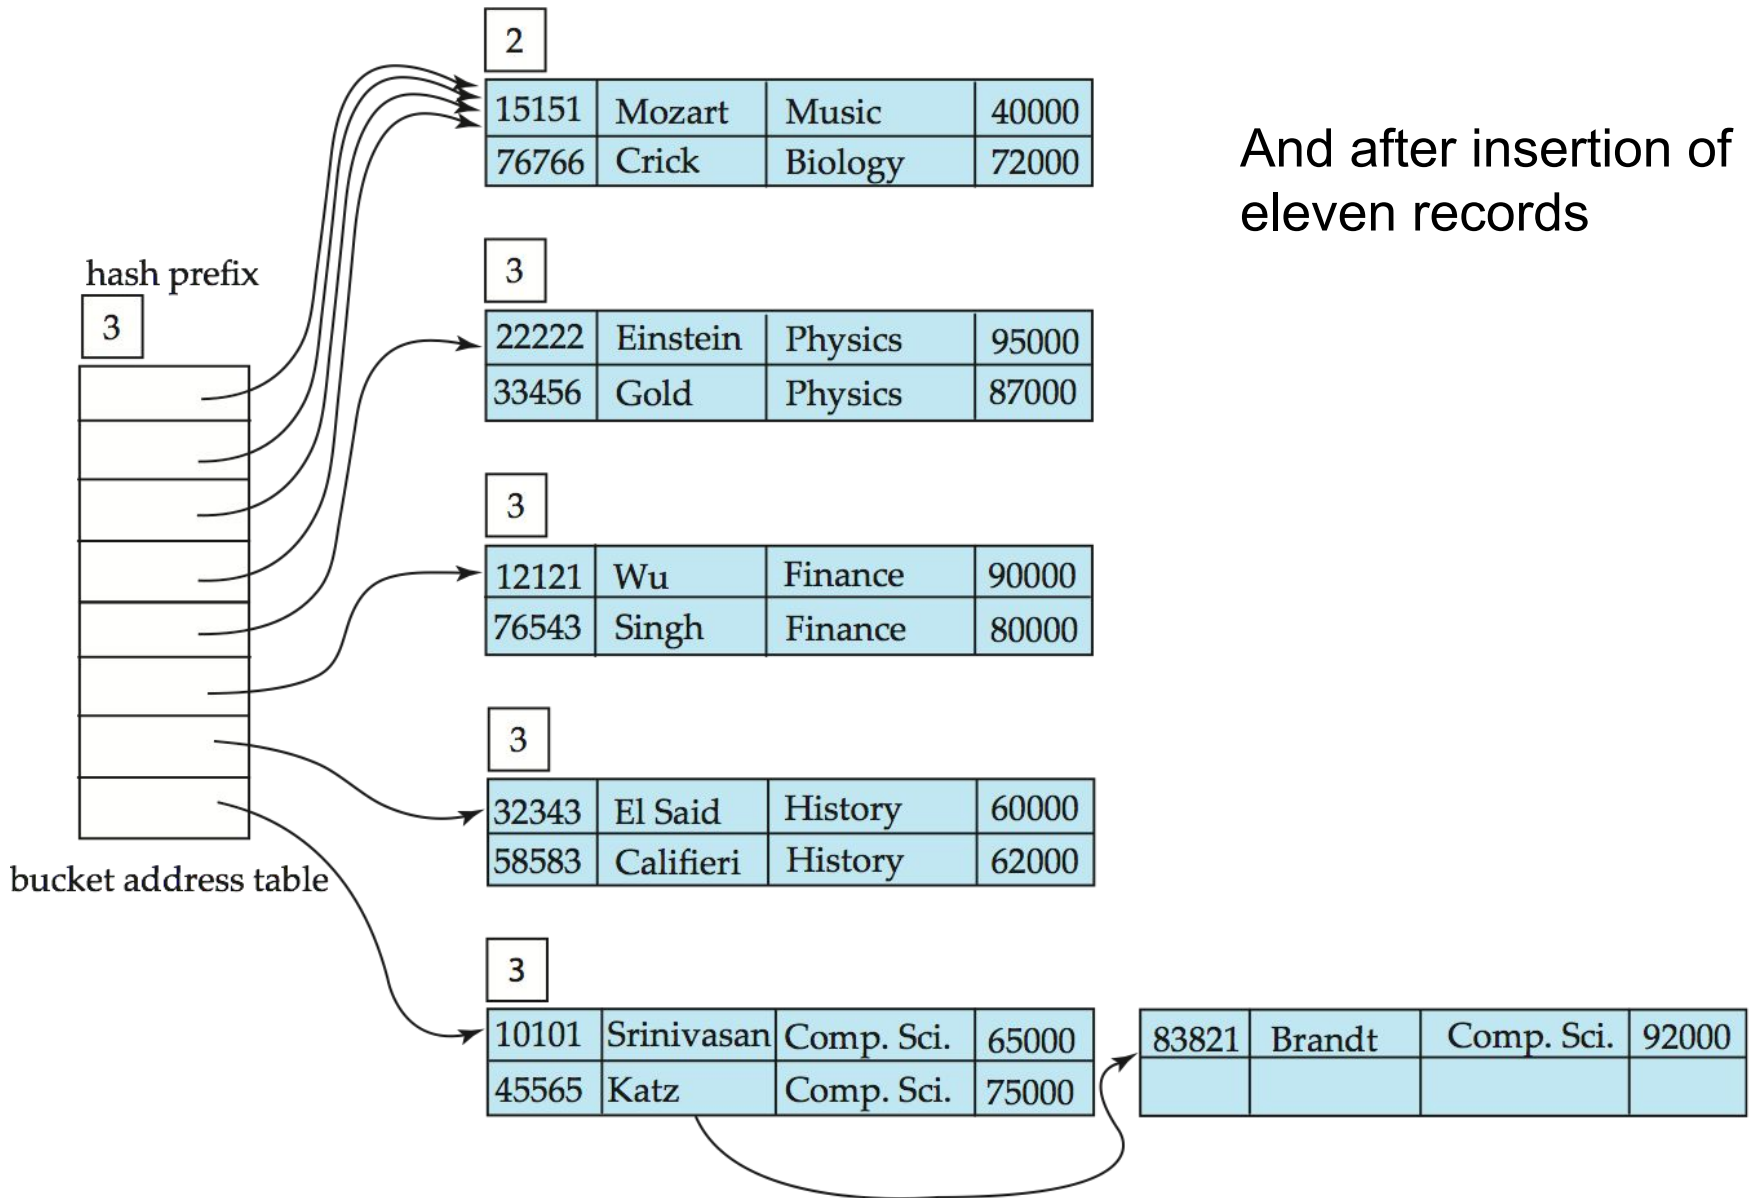 2
15151 Mozart Music 40000
76766 Crick Biology 72000
And after insertion of
eleven records
hash prefix
3
3
22222 Einstein Physics 95000
33456 Gold Physics 87000
3
12121 Wu Finance 90000
76543 Singh Finance 80000
3
32343 El Said History 60000
58583 Califieri History 62000
bucket address table
3
10101 Srinivasan Comp. Sci. 65000
45565 Katz Comp. Sci. 75000
83821 Brandt Comp. Sci. 92000